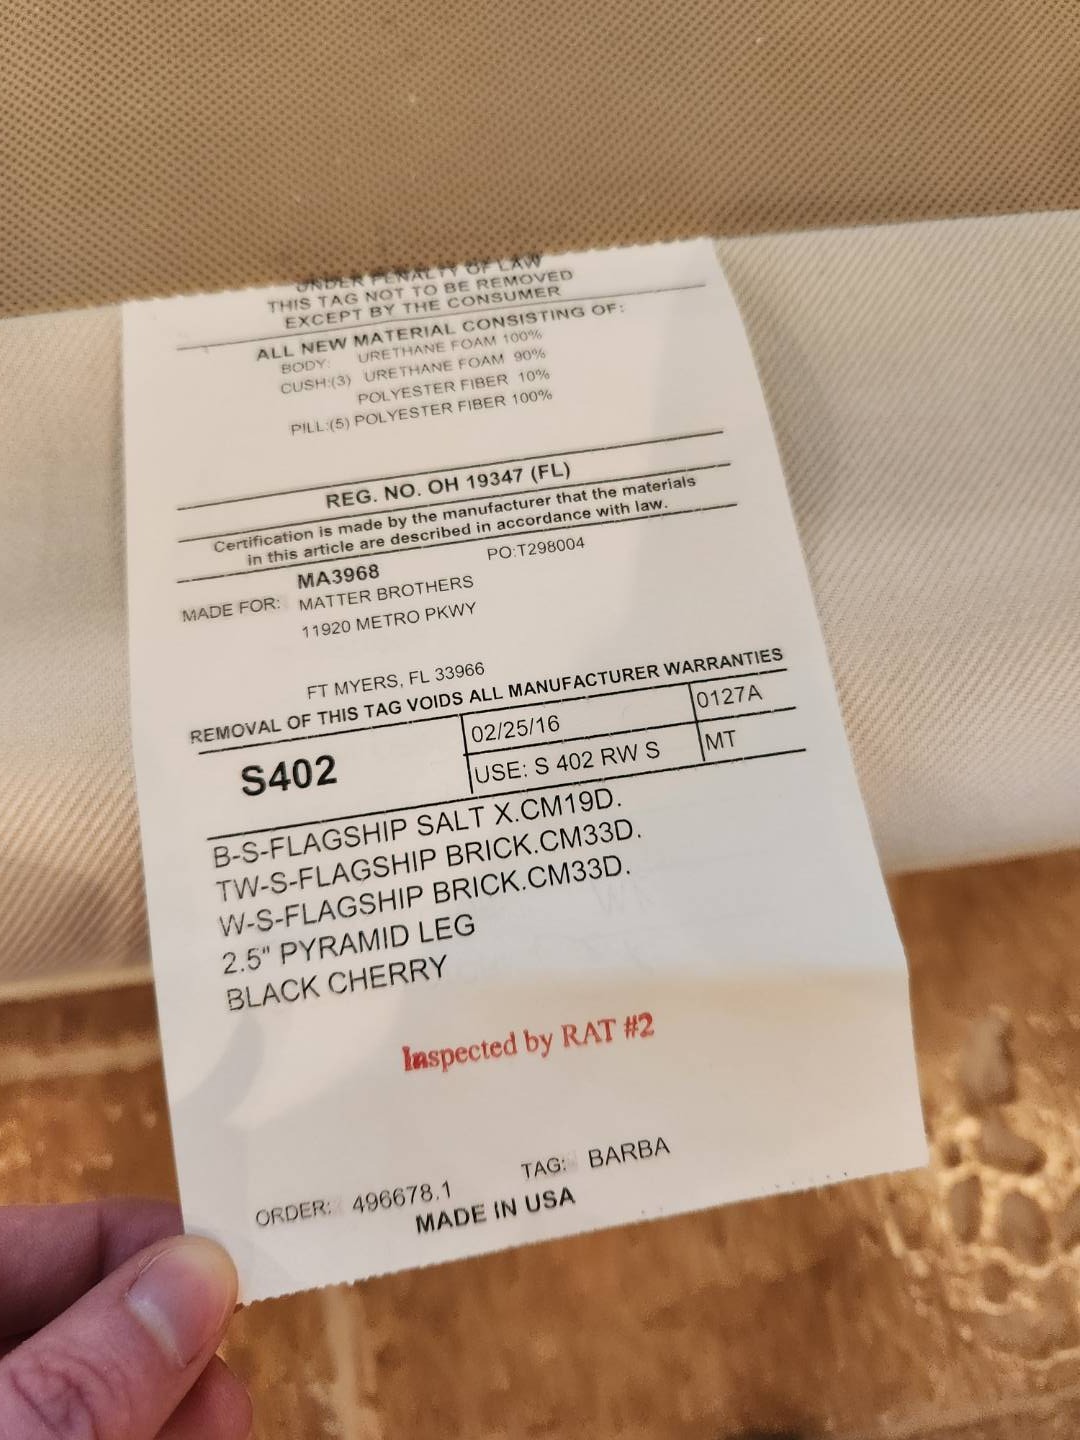 UNDER PENALTY OF LAW
THIS TAG NOT TO BE REMOVED
EXCEPT BY THE CONSUMER
ALL NEW MATERIAL CONSISTING OF:
BODY: URETHANE FOAM 100%
CUSH:(3) URETHANE FOAM 90%
POLYESTER FIBER 10%
PILL:(5) POLYESTER FIBER 100%
REG. NO. OH 19347 (FL)
Certification is made by the manufacturer that the materials
in this article are described in accordance with law.
MA3968 PO:T298004
MADE FOR: MATTER BROTHERS
11920 METRO PKWY
FT MYERS, FL 33966
REMOVAL OF THIS TAG VOIDS ALL MANUFACTURER WARRANTIES
S402 02/25/16 0127A
USE: S 402 RW S MT
B-S-FLAGSHIP SALT X.CM19D.
TW-S-FLAGSHIP BRICK.CM33D.
W-S-FLAGSHIP BRICK.CM33D.
2.5" PYRAMID LEG
BLACK CHERRY
Inspected by RAT #2
ORDER: 496678.1 TAG: BARBA
MADE IN USA